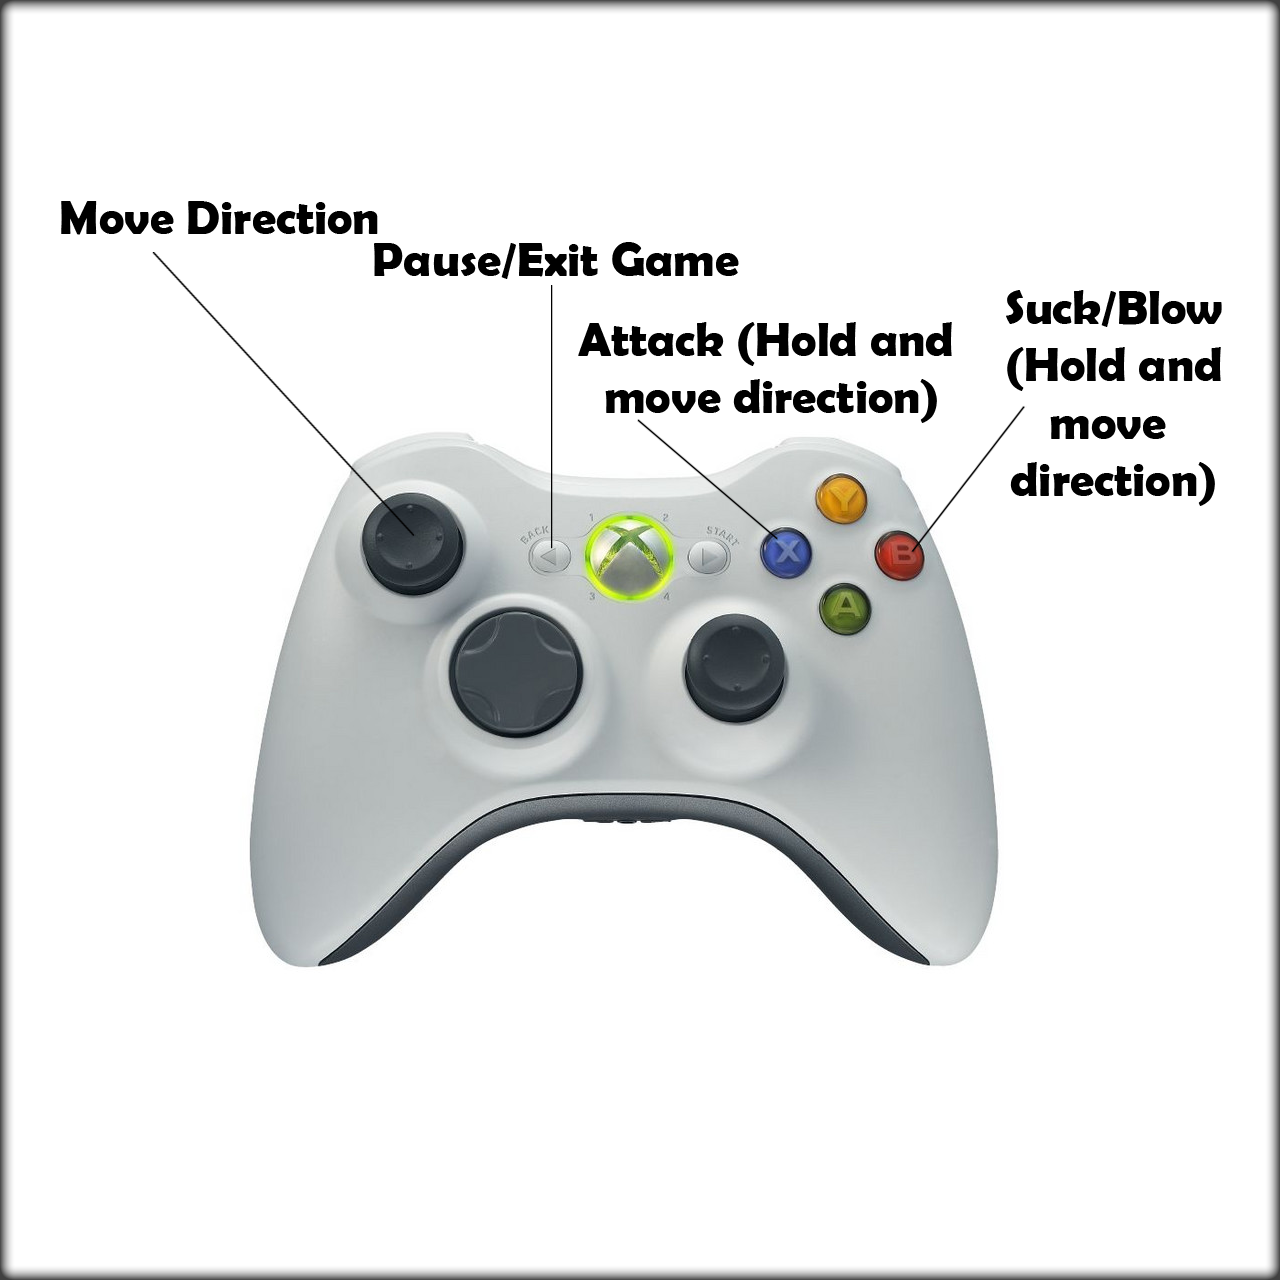 Move Direction
Pause/Exit Game
Attack (Hold and
move direction)
Suck/Blow
(Hold and
move
direction)
1
2
BACK
START
3
4
Y
X
B
A